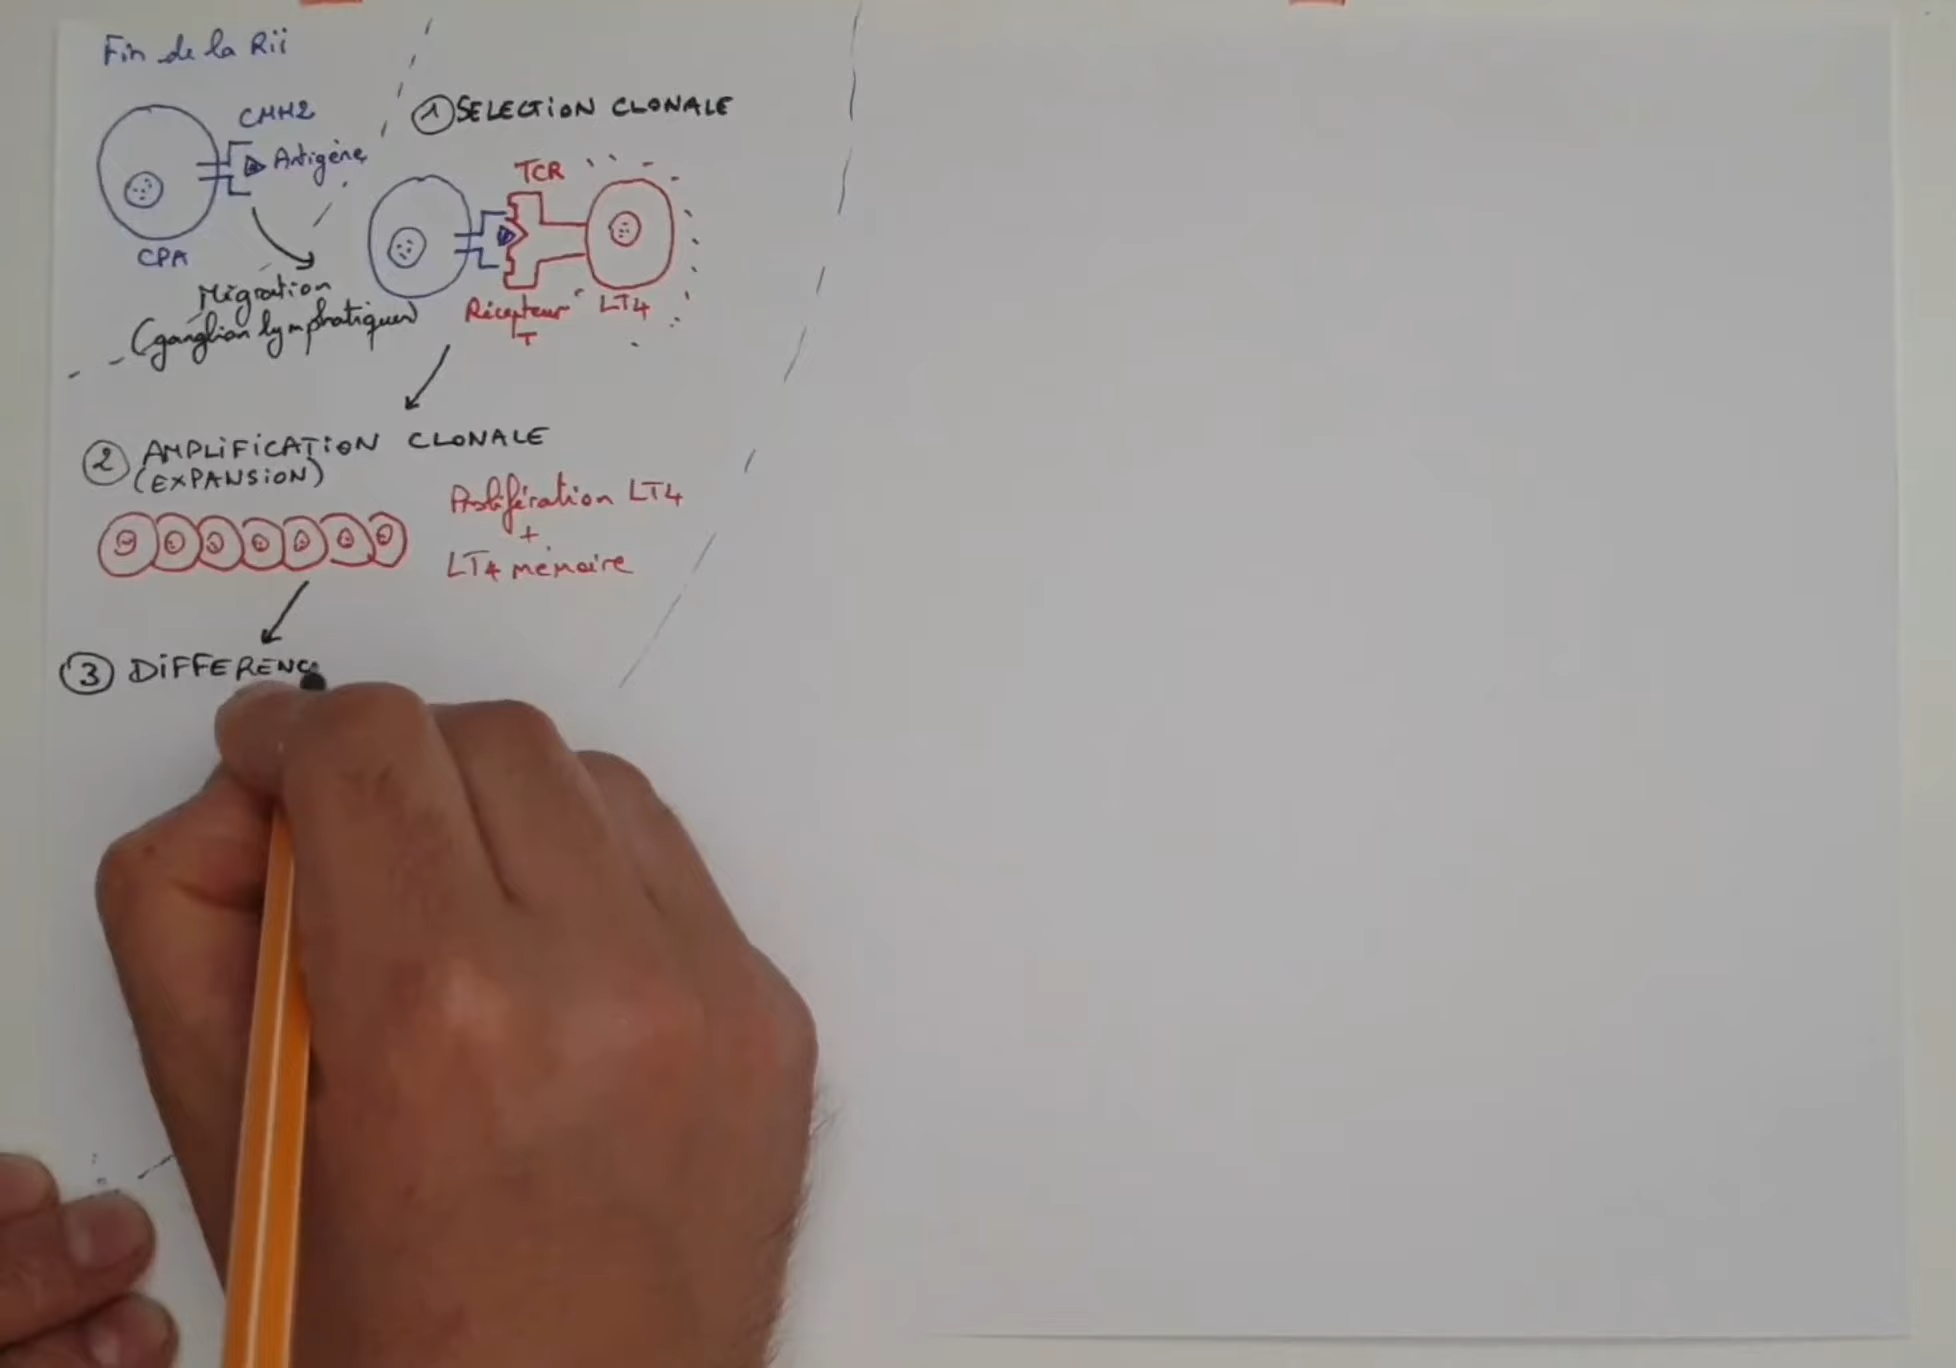 Fin de la Rii
CMH2
Antigène
CPA
Migration
(ganglion lymphatique)
① SELECTION CLONALE
TCR
Récepteur
T
LT4
② AMPLIFICATION CLONALE
(EXPANSION)
Prolifération LT4
+
LT4 mémoire
③ DIFFERENC